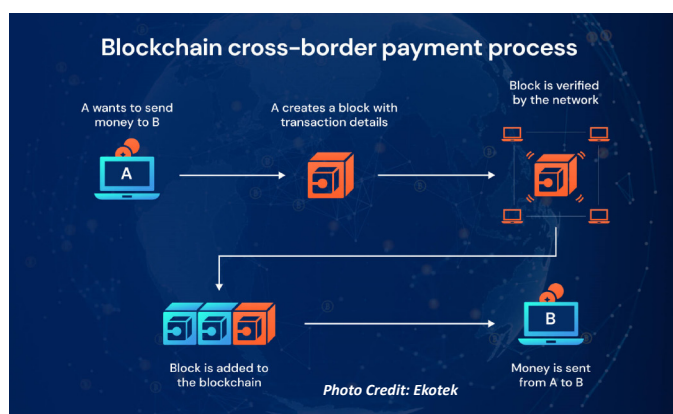 Blockchain cross-border payment process
A wants to send
money to B
A
A creates a block with
transaction details
Block is verified
by the network
Block is added to
the blockchain
B
Money is sent
from A to B
Photo Credit: Ekotek